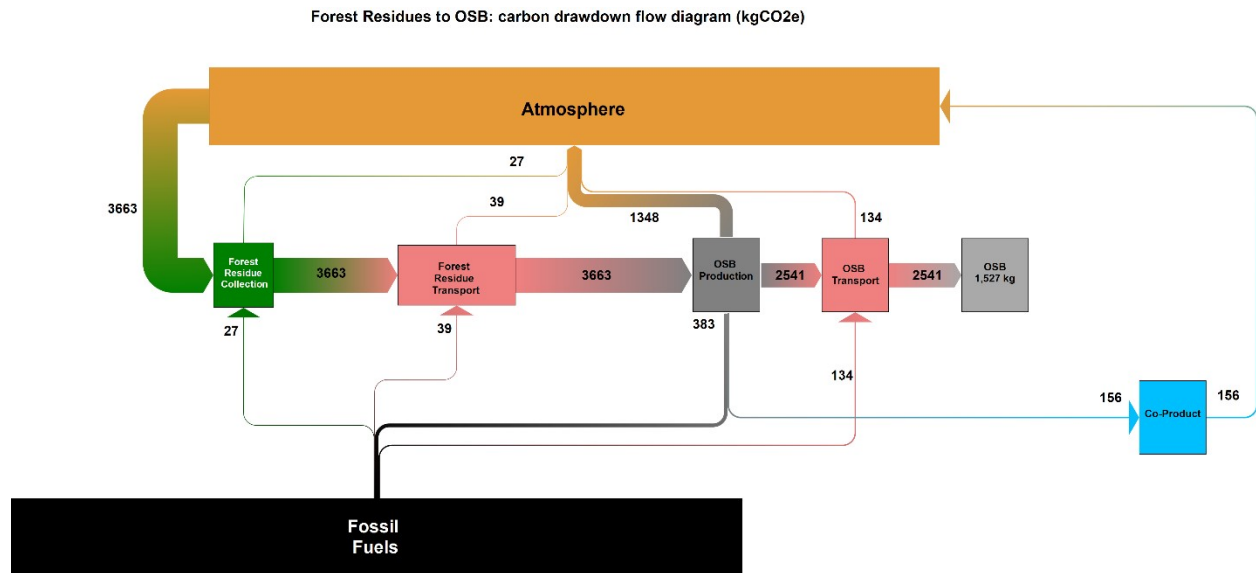 Forest Residues to OSB: carbon drawdown flow diagram (kgCO2e)
Atmosphere
27
3663
39
1348
134
Forest
Residue
Collection
3663
Forest
Residue
Transport
3663
OSB
Production
2541
OSB
Transport
2541
OSB
1,527 kg
27
39
383
134
156
Co-Product
156
Fossil
Fuels